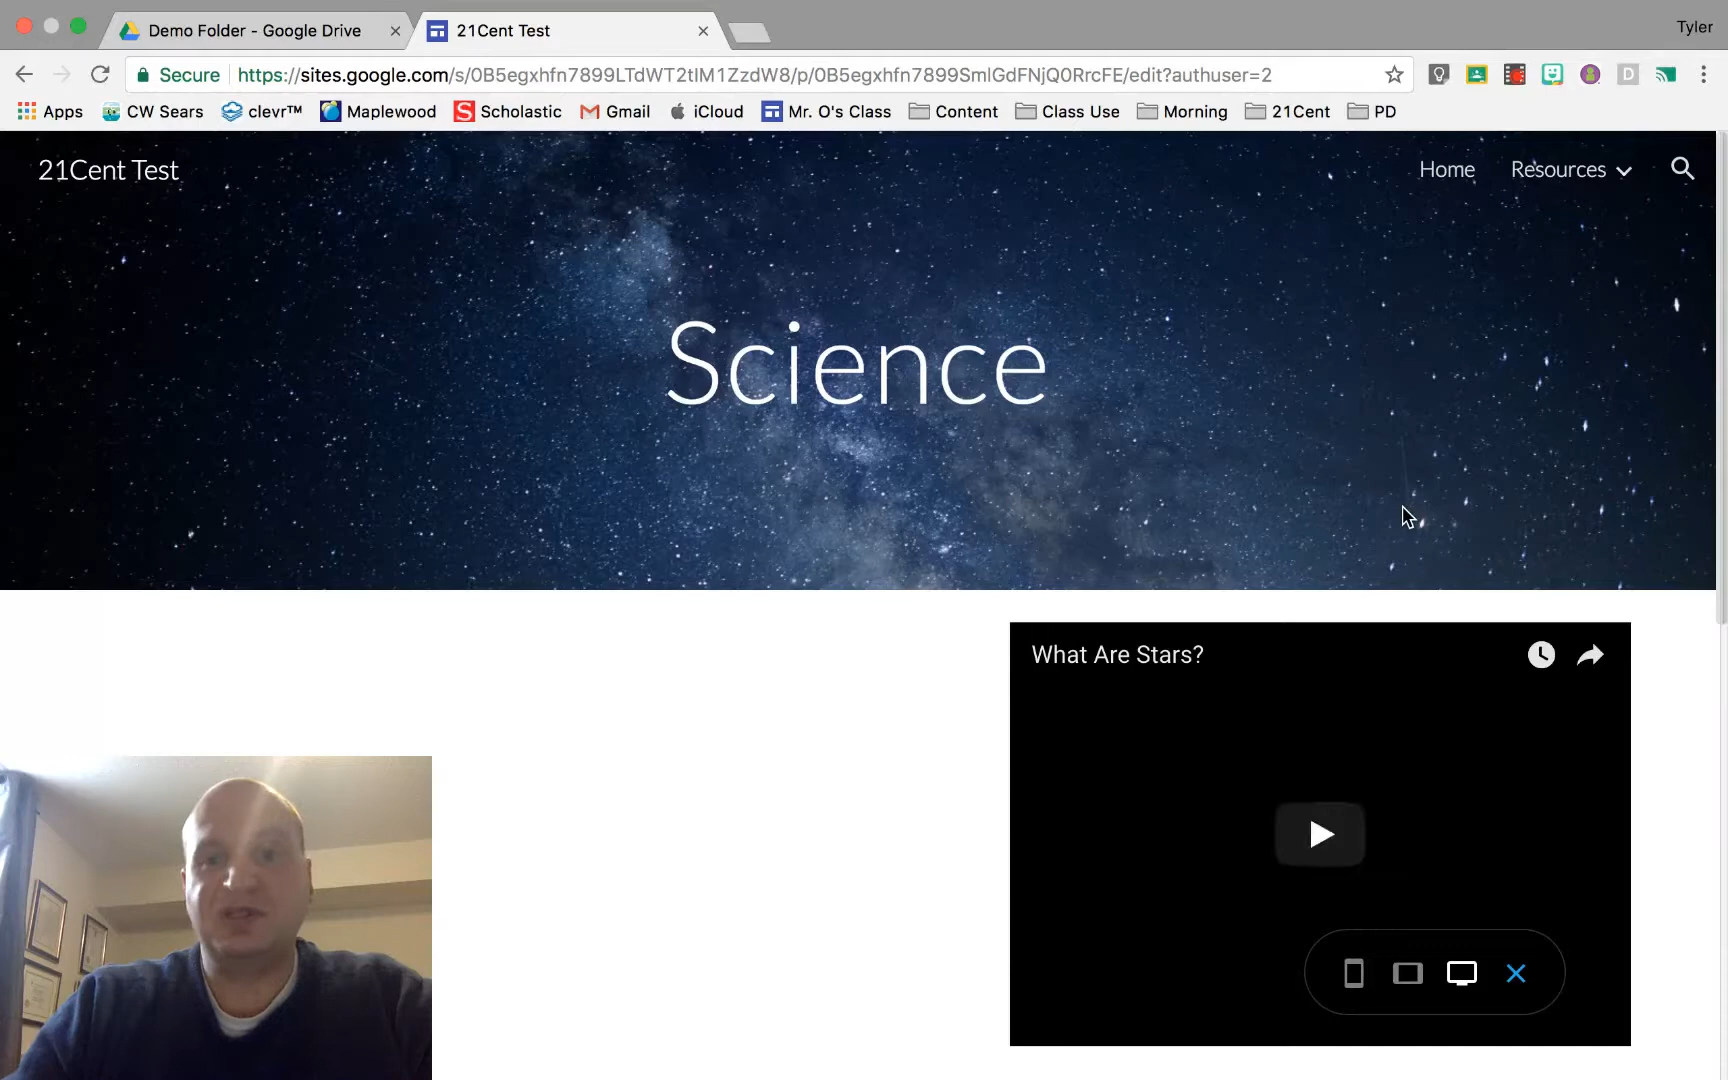 Demo Folder - Google Drive
21Cent Test
Tyler
Secure
https://sites.google.com/s/0B5egxhfn7899LTdWT2tIM1ZzdW8/p/0B5egxhfn7899SmlGdFNjQ0RrcFE/edit?authuser=2
Apps
CW Sears
clevr™
Maplewood
S Scholastic
Gmail
iCloud
Mr. O's Class
Content
Class Use
Morning
21Cent
PD
21Cent Test
Home
Resources
Science
What Are Stars?